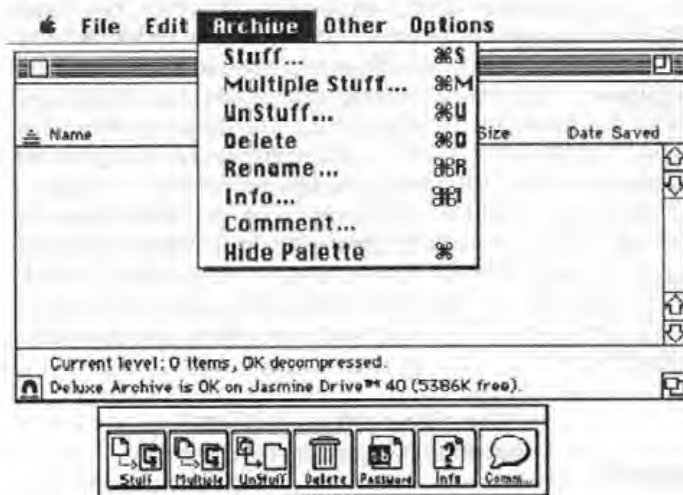 File Edit Archive Other Options
Stuff... ⌘S
Multiple Stuff... ⌘M
UnStuff... ⌘U
Delete ⌘D
Rename... ⌘R
Info... ⌘I
Comment...
Hide Palette ⌘
Name Size Date Saved
Current level: 0 items, 0K decompressed.
Deluxe Archive is 0K on Jasmine Drive™ 40 (5386K free).
Stuff Multiple UnStuff Delete Password Info Comm...